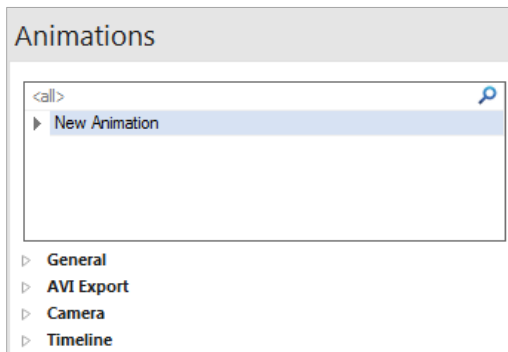 Animations
<all>
New Animation
General
AVI Export
Camera
Timeline